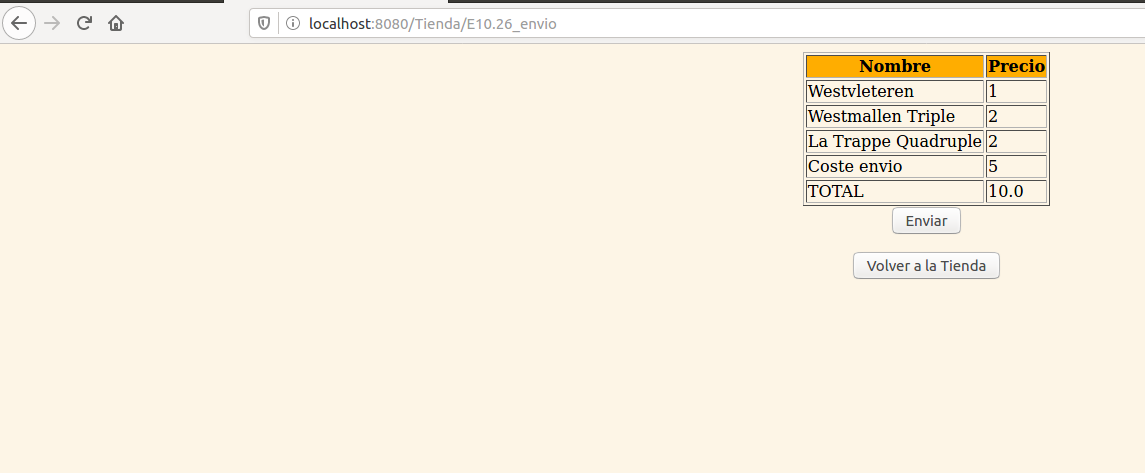 localhost:8080/Tienda/E10.26_envio
Nombre Precio
Westvleteren 1
Westmallen Triple 2
La Trappe Quadruple 2
Coste envio 5
TOTAL 10.0
Enviar
Volver a la Tienda